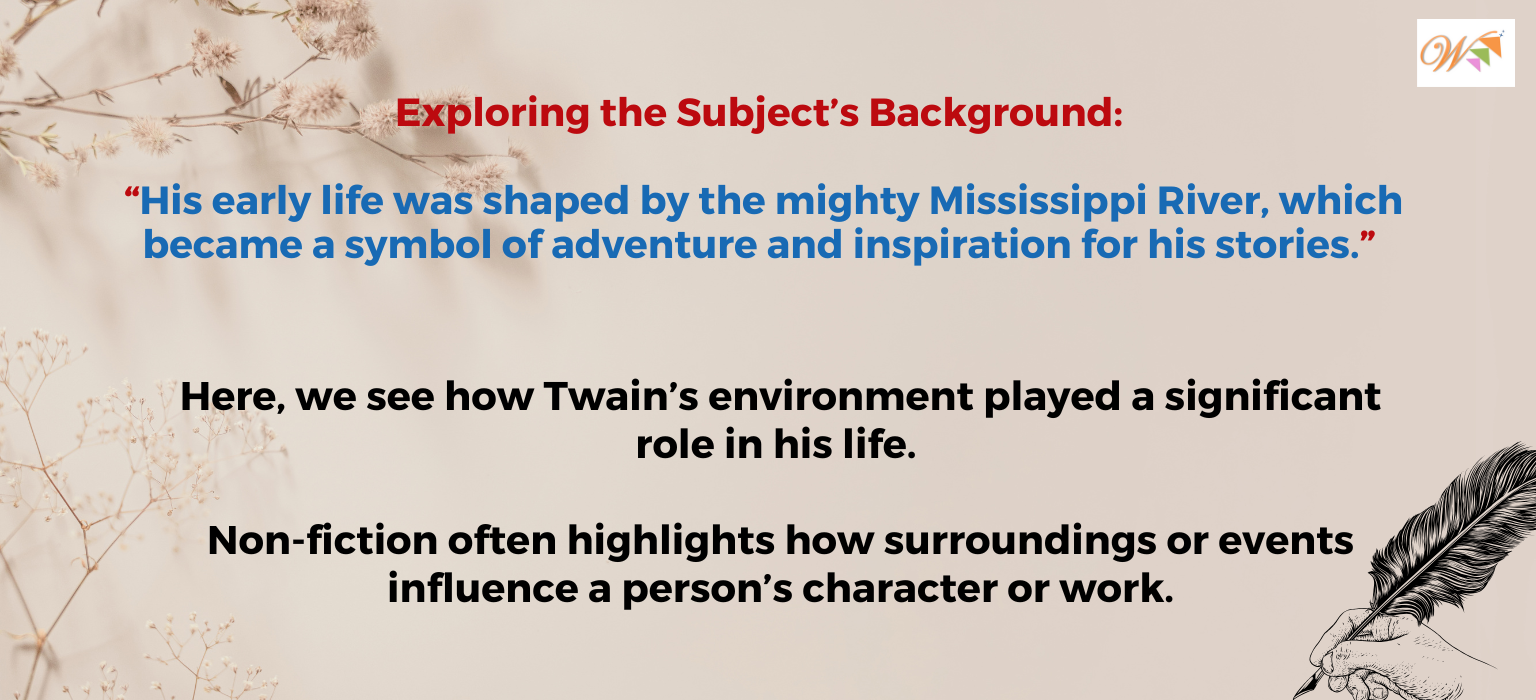 W
Exploring the Subject’s Background:
“His early life was shaped by the mighty Mississippi River, which
became a symbol of adventure and inspiration for his stories.”
Here, we see how Twain’s environment played a significant
role in his life.
Non-fiction often highlights how surroundings or events
influence a person’s character or work.